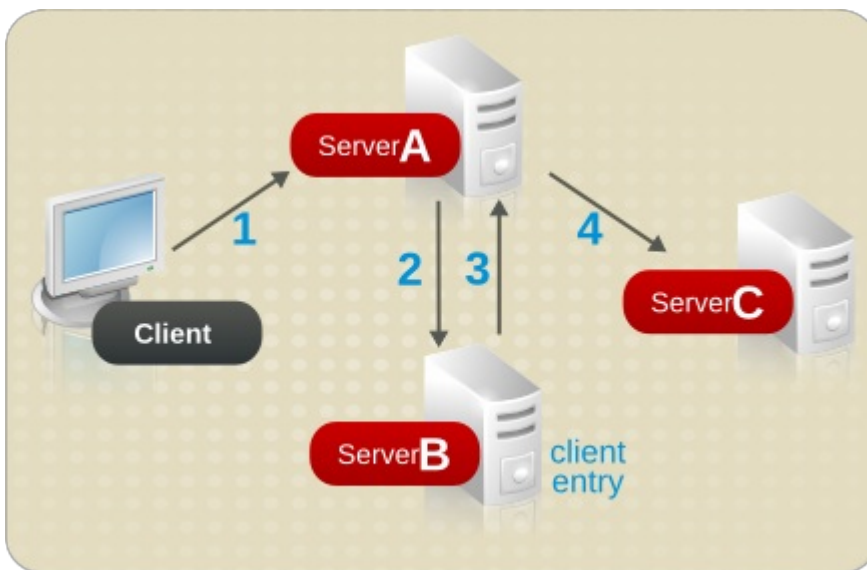 ServerA
1
2
3
4
ServerC
Client
ServerB
client
entry